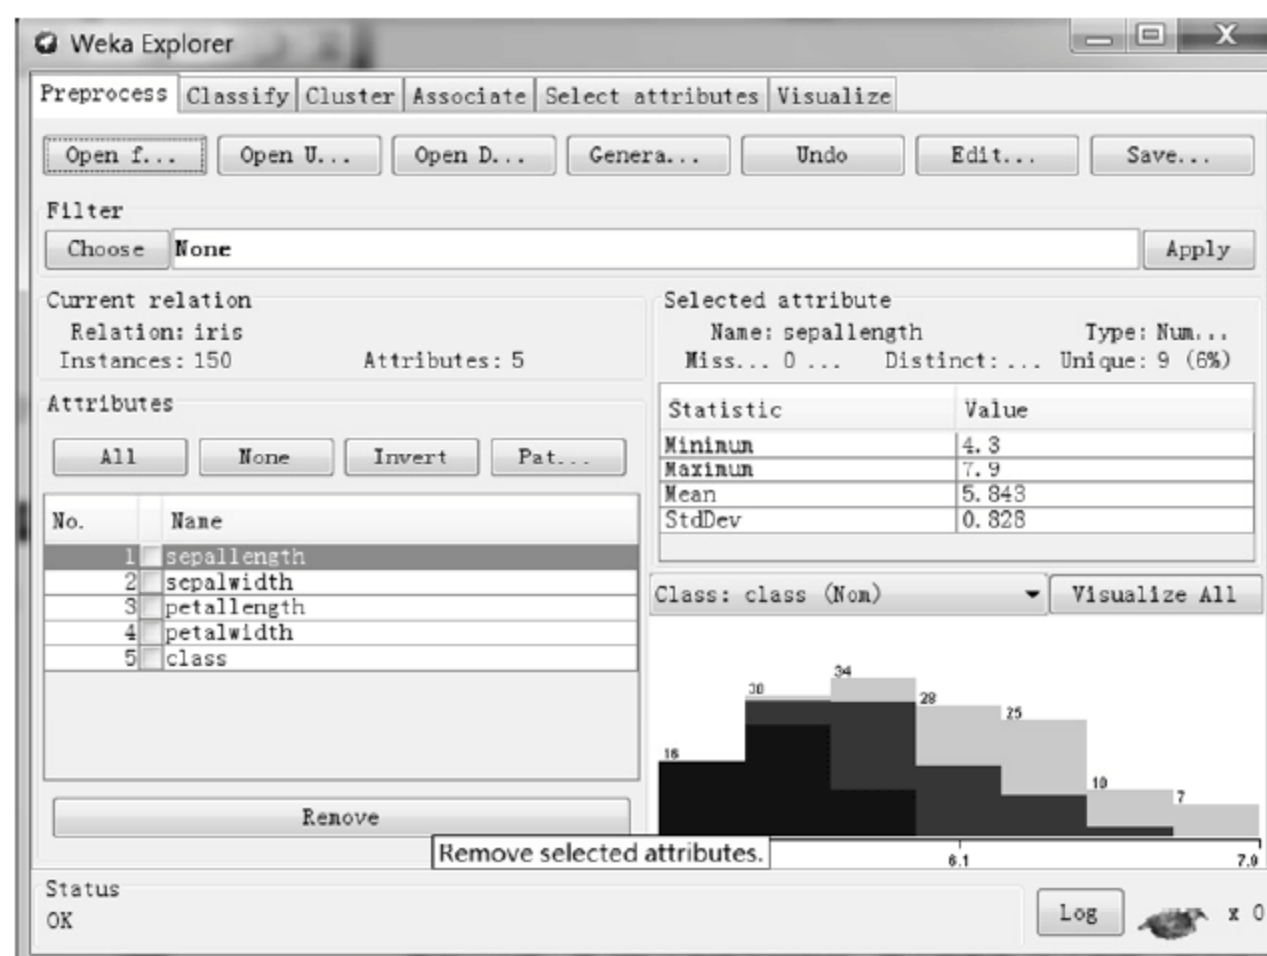 Weka Explorer
Preprocess Classify Cluster Associate Select attributes Visualize
Open f... Open U... Open D... Genera... Undo Edit... Save...
Filter
Choose None Apply
Current relation
Relation: iris
Instances: 150 Attributes: 5
Selected attribute
Name: sepallength Type: Num...
Miss... 0 ... Distinct: ... Unique: 9 (6%)
Attributes
All None Invert Pat...
No. Name
1 sepallength
2 sepalwidth
3 petallength
4 petalwidth
5 class
Remove
Remove selected attributes.
Statistic Value
Minimum 4.3
Maximum 7.9
Mean 5.843
StdDev 0.828
Class: class (Nom) Visualize All
16 30 34 28 25 10 7
6.1 7.9
Status
OK
Log x 0